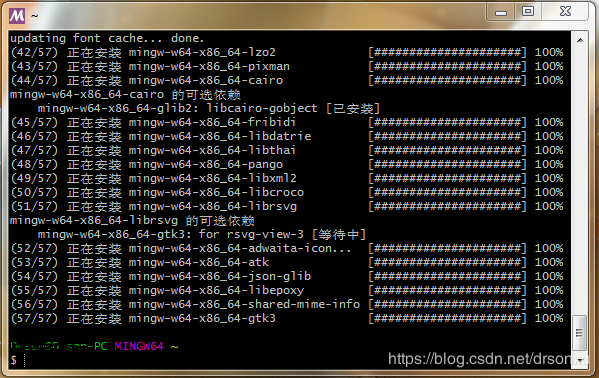 ~
updating font cache... done.
(42/57) 正在安装 mingw-w64-x86_64-lzo2 [#####################] 100%
(43/57) 正在安装 mingw-w64-x86_64-pixman [#####################] 100%
(44/57) 正在安装 mingw-w64-x86_64-cairo [#####################] 100%
mingw-w64-x86_64-cairo 的可选依赖
mingw-w64-x86_64-glib2: libcairo-gobject [已安装]
(45/57) 正在安装 mingw-w64-x86_64-fribidi [#####################] 100%
(46/57) 正在安装 mingw-w64-x86_64-libdatrie [#####################] 100%
(47/57) 正在安装 mingw-w64-x86_64-libthai [#####################] 100%
(48/57) 正在安装 mingw-w64-x86_64-pango [#####################] 100%
(49/57) 正在安装 mingw-w64-x86_64-libxml2 [#####################] 100%
(50/57) 正在安装 mingw-w64-x86_64-libcroco [#####################] 100%
(51/57) 正在安装 mingw-w64-x86_64-librsvg [#####################] 100%
mingw-w64-x86_64-librsvg 的可选依赖
mingw-w64-x86_64-gtk3: for rsvg-view-3 [等待中]
(52/57) 正在安装 mingw-w64-x86_64-adwaita-icon... [#####################] 100%
(53/57) 正在安装 mingw-w64-x86_64-atk [#####################] 100%
(54/57) 正在安装 mingw-w64-x86_64-json-glib [#####################] 100%
(55/57) 正在安装 mingw-w64-x86_64-libepoxy [#####################] 100%
(56/57) 正在安装 mingw-w64-x86_64-shared-mime-info [#####################] 100%
(57/57) 正在安装 mingw-w64-x86_64-gtk3 [#####################] 100%
MINGW64 ~
$